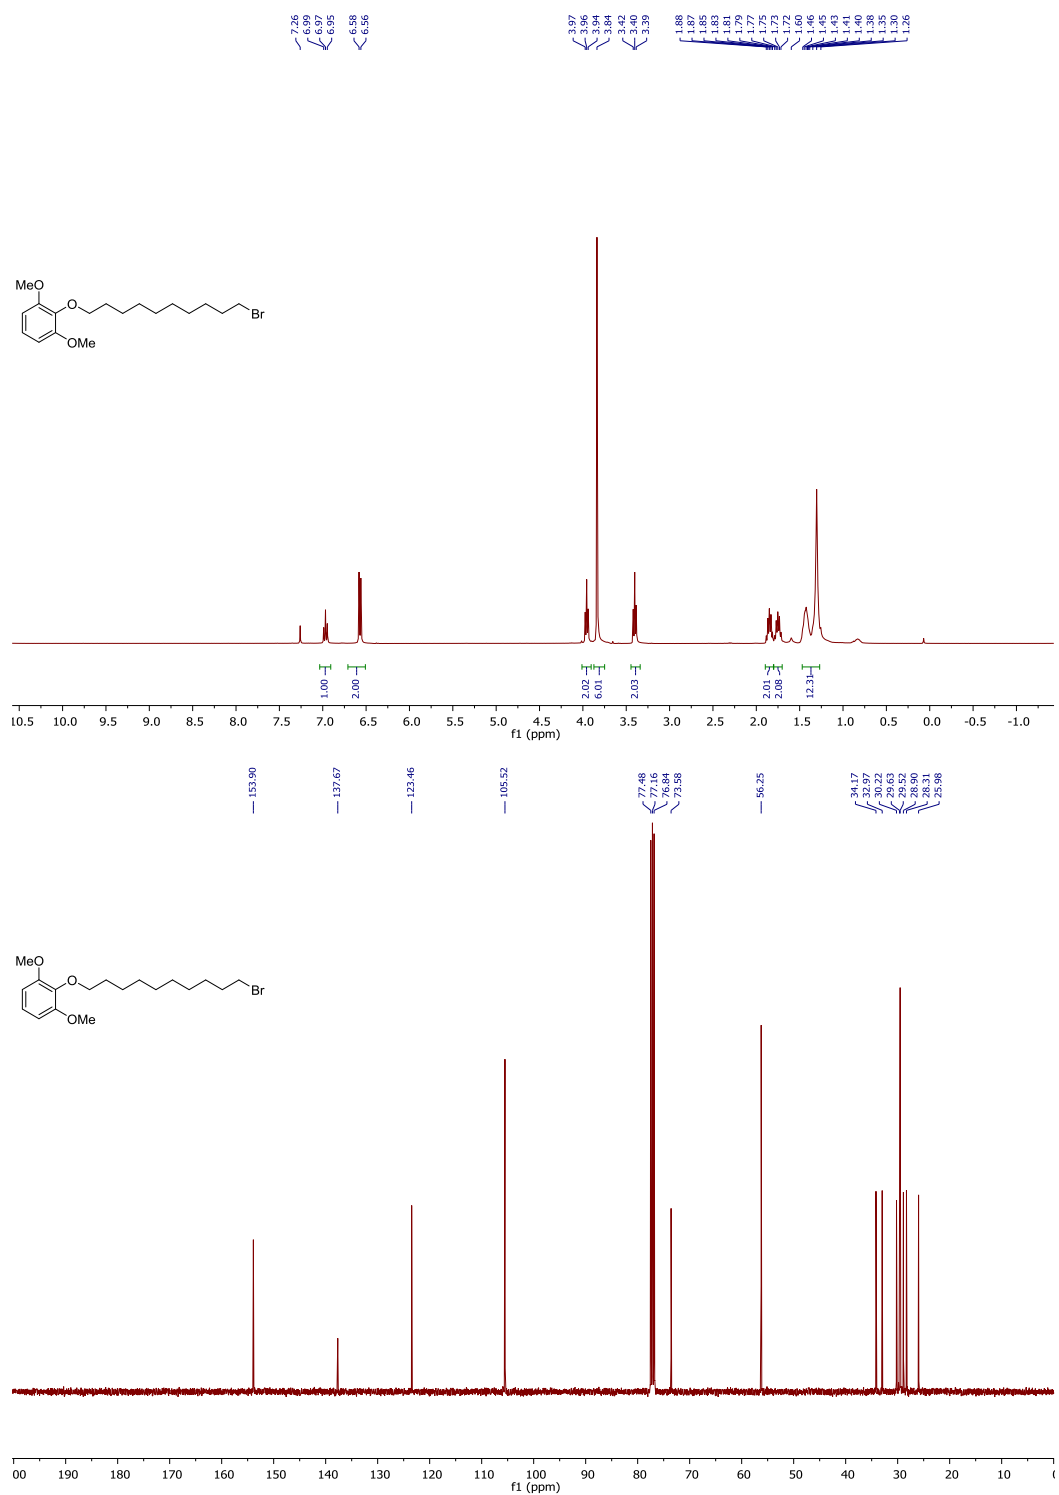 7.26 6.99 6.97 6.95 6.58 6.56 3.97 3.96 3.94 3.84 3.42 3.40 3.39 1.88 1.87 1.85 1.83 1.81 1.79 1.77 1.75 1.73 1.72 1.60 1.46 1.45 1.43 1.41 1.40 1.38 1.35 1.30 1.26
MeO
O
Br
OMe
1.00 2.00 2.02 6.01 2.03 2.01 2.08 12.31
10.5 10.0 9.5 9.0 8.5 8.0 7.5 7.0 6.5 6.0 5.5 5.0 4.5 4.0 3.5 3.0 2.5 2.0 1.5 1.0 0.5 0.0 -0.5 -1.0
f1 (ppm)
153.90 137.67 123.46 105.52 77.48 77.16 76.84 73.58 56.25 34.17 32.97 30.22 29.63 29.52 28.90 28.31 25.98
MeO
O
Br
OMe
00 190 180 170 160 150 140 130 120 110 100 90 80 70 60 50 40 30 20 10 0
f1 (ppm)